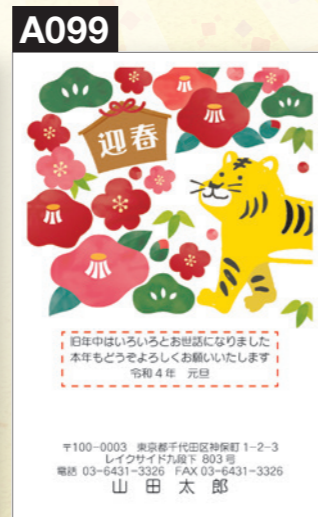 A099
迎春
旧年中はいろいろとお世話になりました
本年もどうぞよろしくお願いいたします
令和4年 元旦
〒100-0003 東京都千代田区神保町1-2-3
レイクサイド九段下 803号
電話 03-6431-3326 FAX 03-6431-3326
山田太郎